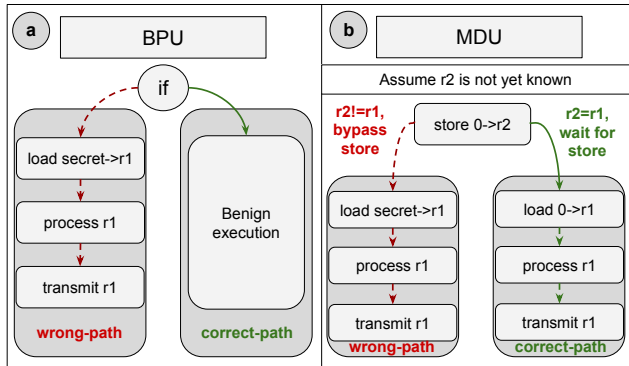 a
BPU
if
load secret->r1
process r1
transmit r1
wrong-path
Benign
execution
correct-path
b
MDU
Assume r2 is not yet known
r2!=r1,
bypass
store
store 0->r2
r2=r1,
wait for
store
load secret->r1
process r1
transmit r1
wrong-path
load 0->r1
process r1
transmit r1
correct-path